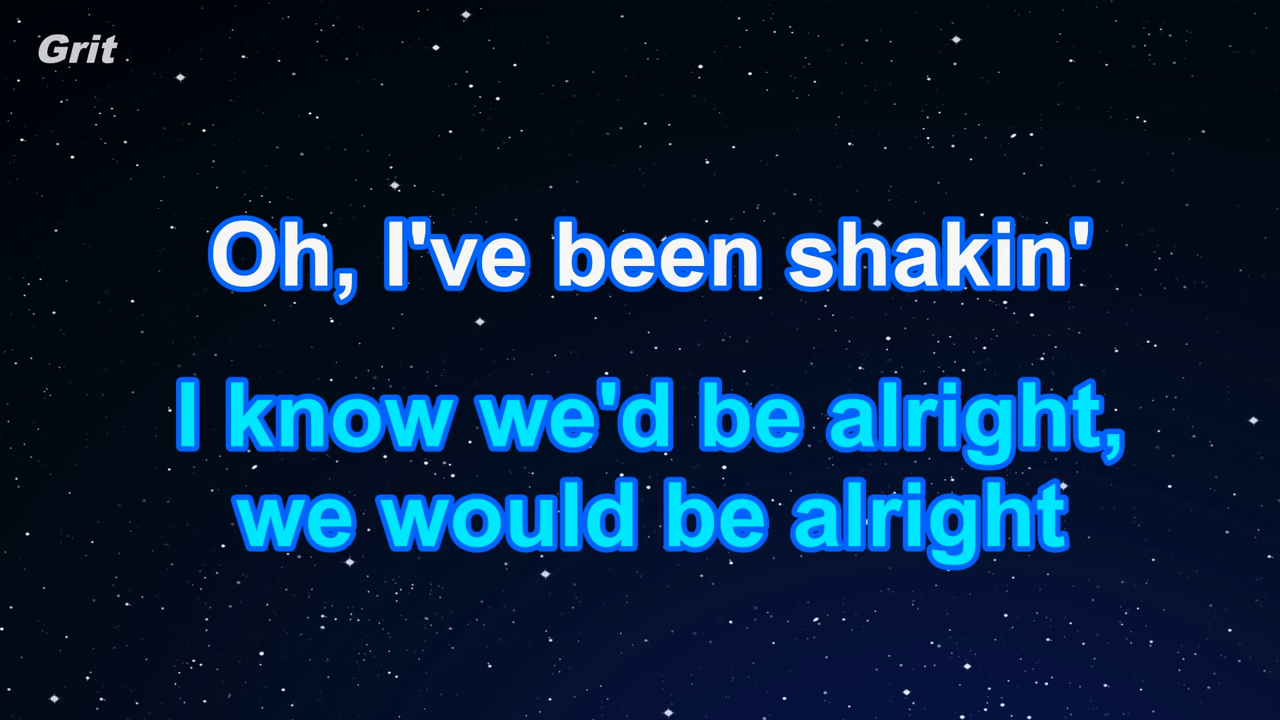 Grit
Oh, I've been shakin'
I know we'd be alright,
we would be alright